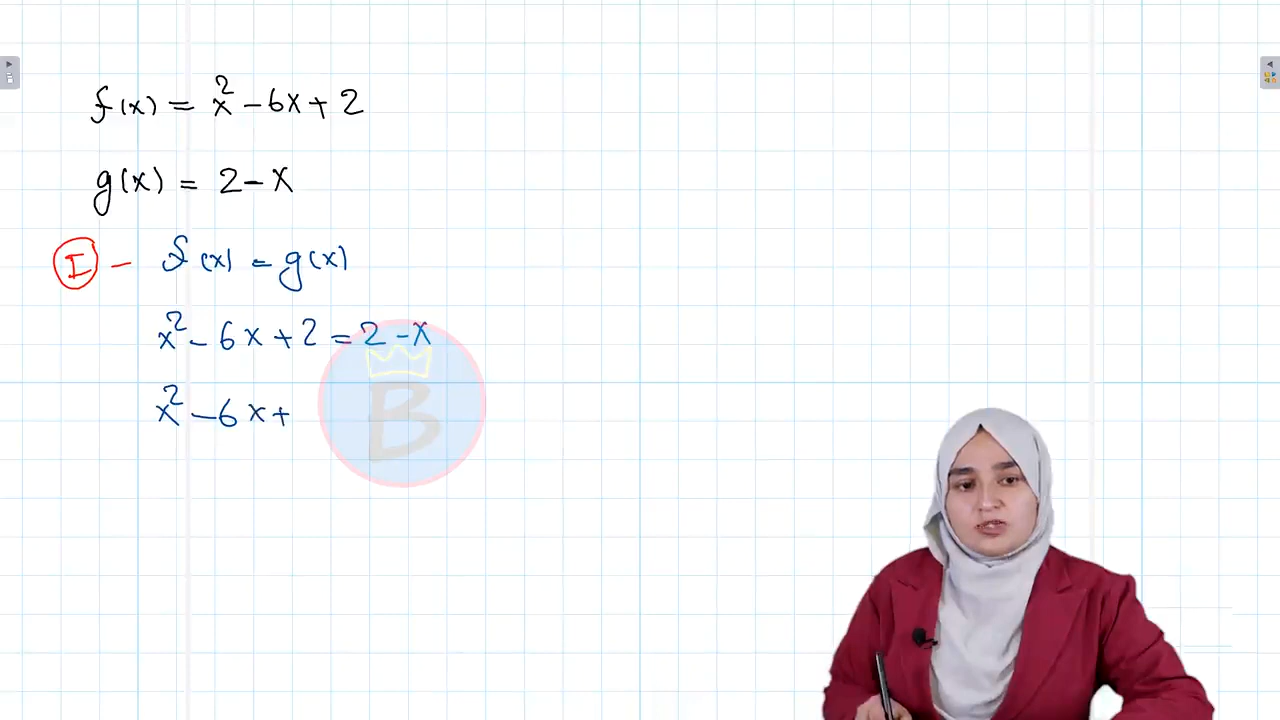 f(x) = x² - 6x + 2
g(x) = 2 - x
I - f(x) = g(x)
x² - 6x + 2 = 2 - x
x² - 6x +
B